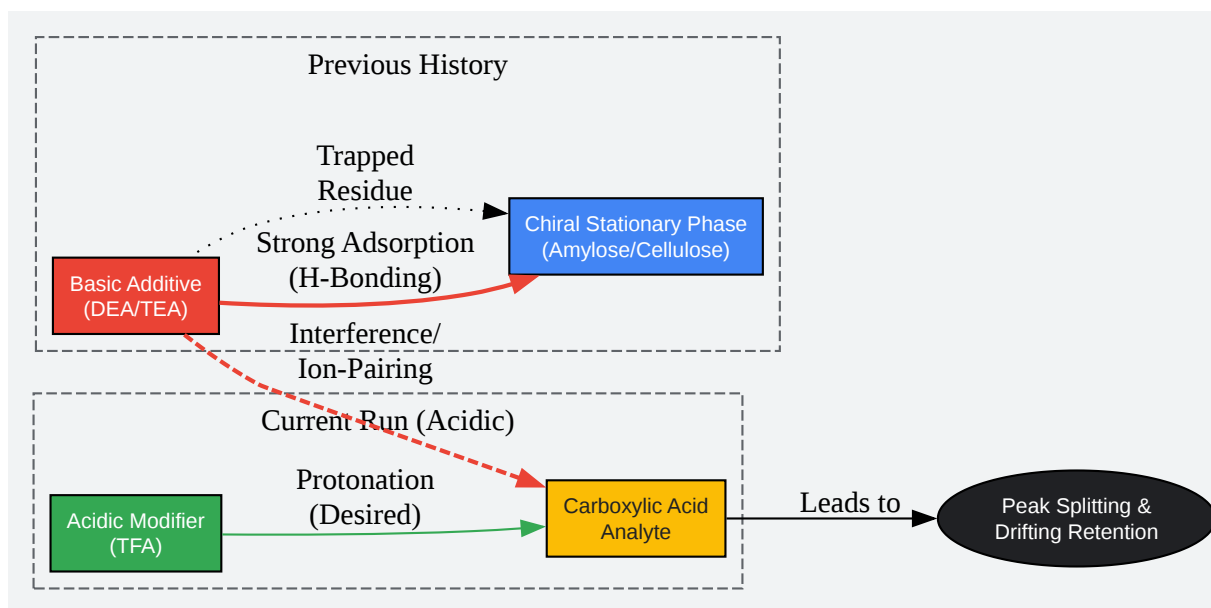 Previous History
Trapped
Residue
Chiral Stationary Phase
(Amylose/Cellulose)
Strong Adsorption
(H-Bonding)
Basic Additive
(DEA/TEA)
Interference/
Ion-Pairing
Current Run (Acidic)
Protonation
(Desired)
Acidic Modifier
(TFA)
Carboxylic Acid
Analyte
Leads to
Peak Splitting &
Drifting Retention